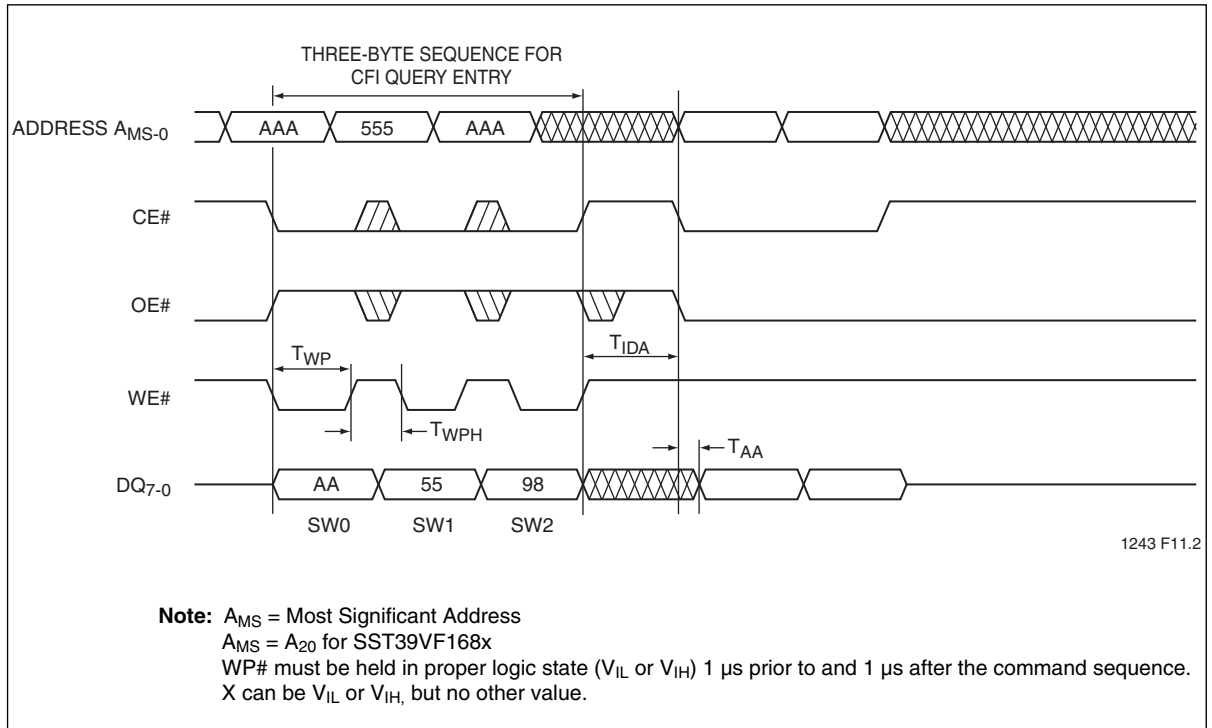 THREE-BYTE SEQUENCE FOR
CFI QUERY ENTRY
ADDRESS AMS-0
AAA 555 AAA
CE#
OE#
TWP
TIDA
WE#
TWPH
TAA
DQ7-0
AA 55 98
SW0 SW1 SW2
1243 F11.2
Note: AMS = Most Significant Address
AMS = A20 for SST39VF168x
WP# must be held in proper logic state (VIL or VIH) 1 µs prior to and 1 µs after the command sequence.
X can be VIL or VIH, but no other value.